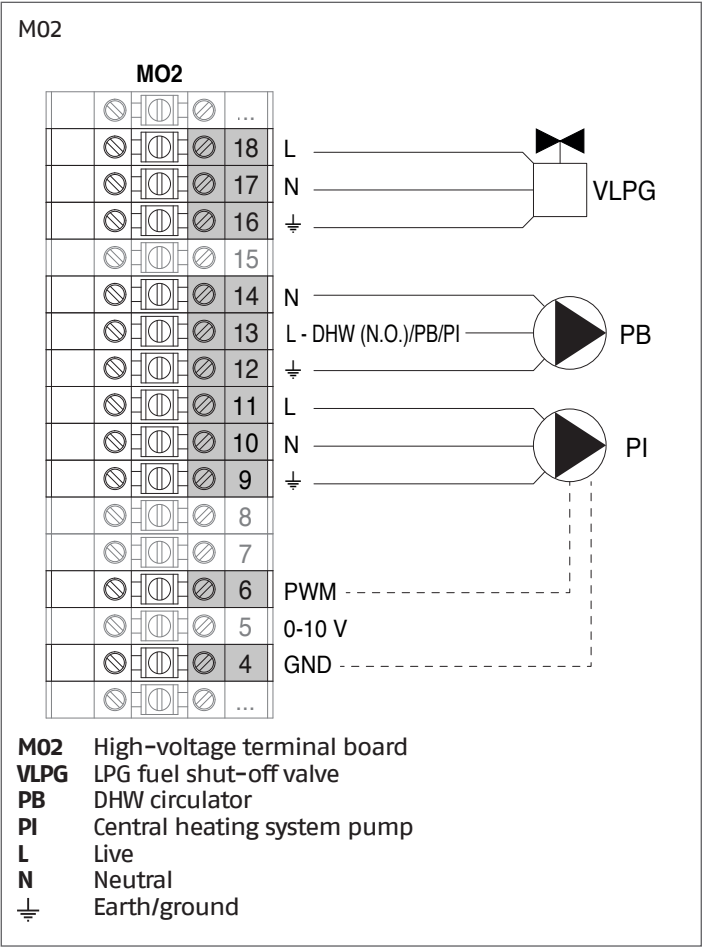 M02
MO2
...
18 L
17 N VLPG
16 ⏚
15
14 N
13 L - DHW (N.O.)/PB/PI PB
12 ⏚
11 L
10 N PI
9 ⏚
8
7
6 PWM
5 0-10 V
4 GND
...
M02 High-voltage terminal board
VLPG LPG fuel shut-off valve
PB DHW circulator
PI Central heating system pump
L Live
N Neutral
⏚ Earth/ground